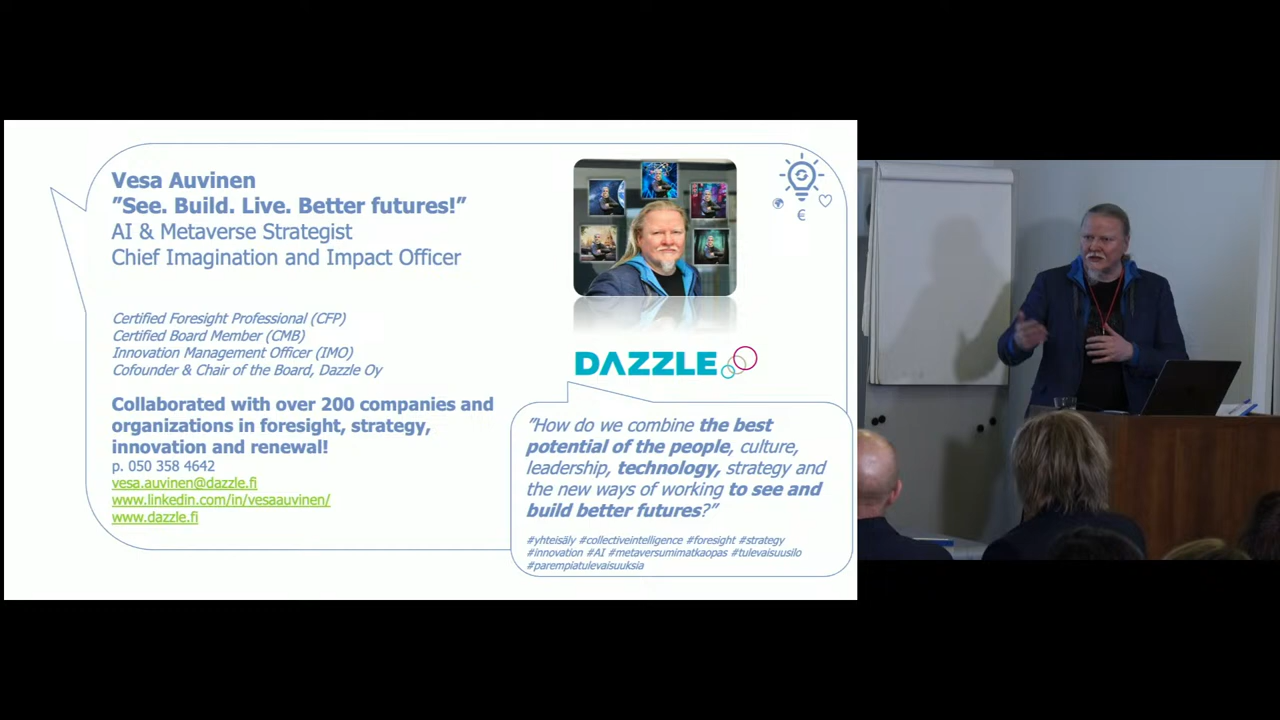 Vesa Auvinen
”See. Build. Live. Better futures!”
AI & Metaverse Strategist
Chief Imagination and Impact Officer
Certified Foresight Professional (CFP)
Certified Board Member (CMB)
Innovation Management Officer (IMO)
Cofounder & Chair of the Board, Dazzle Oy
Collaborated with over 200 companies and
organizations in foresight, strategy,
innovation and renewal!
p. 050 358 4642
vesa.auvinen@dazzle.fi
www.linkedin.com/in/vesaauvinen/
www.dazzle.fi
€
DAZZLE
”How do we combine the best
potential of the people, culture,
leadership, technology, strategy and
the new ways of working to see and
build better futures?”
#yhteisäly #collectiveintelligence #foresight #strategy
#innovation #AI #metaversumimatkaopas #tulevaisuusilo
#parempiatulevaisuuksia